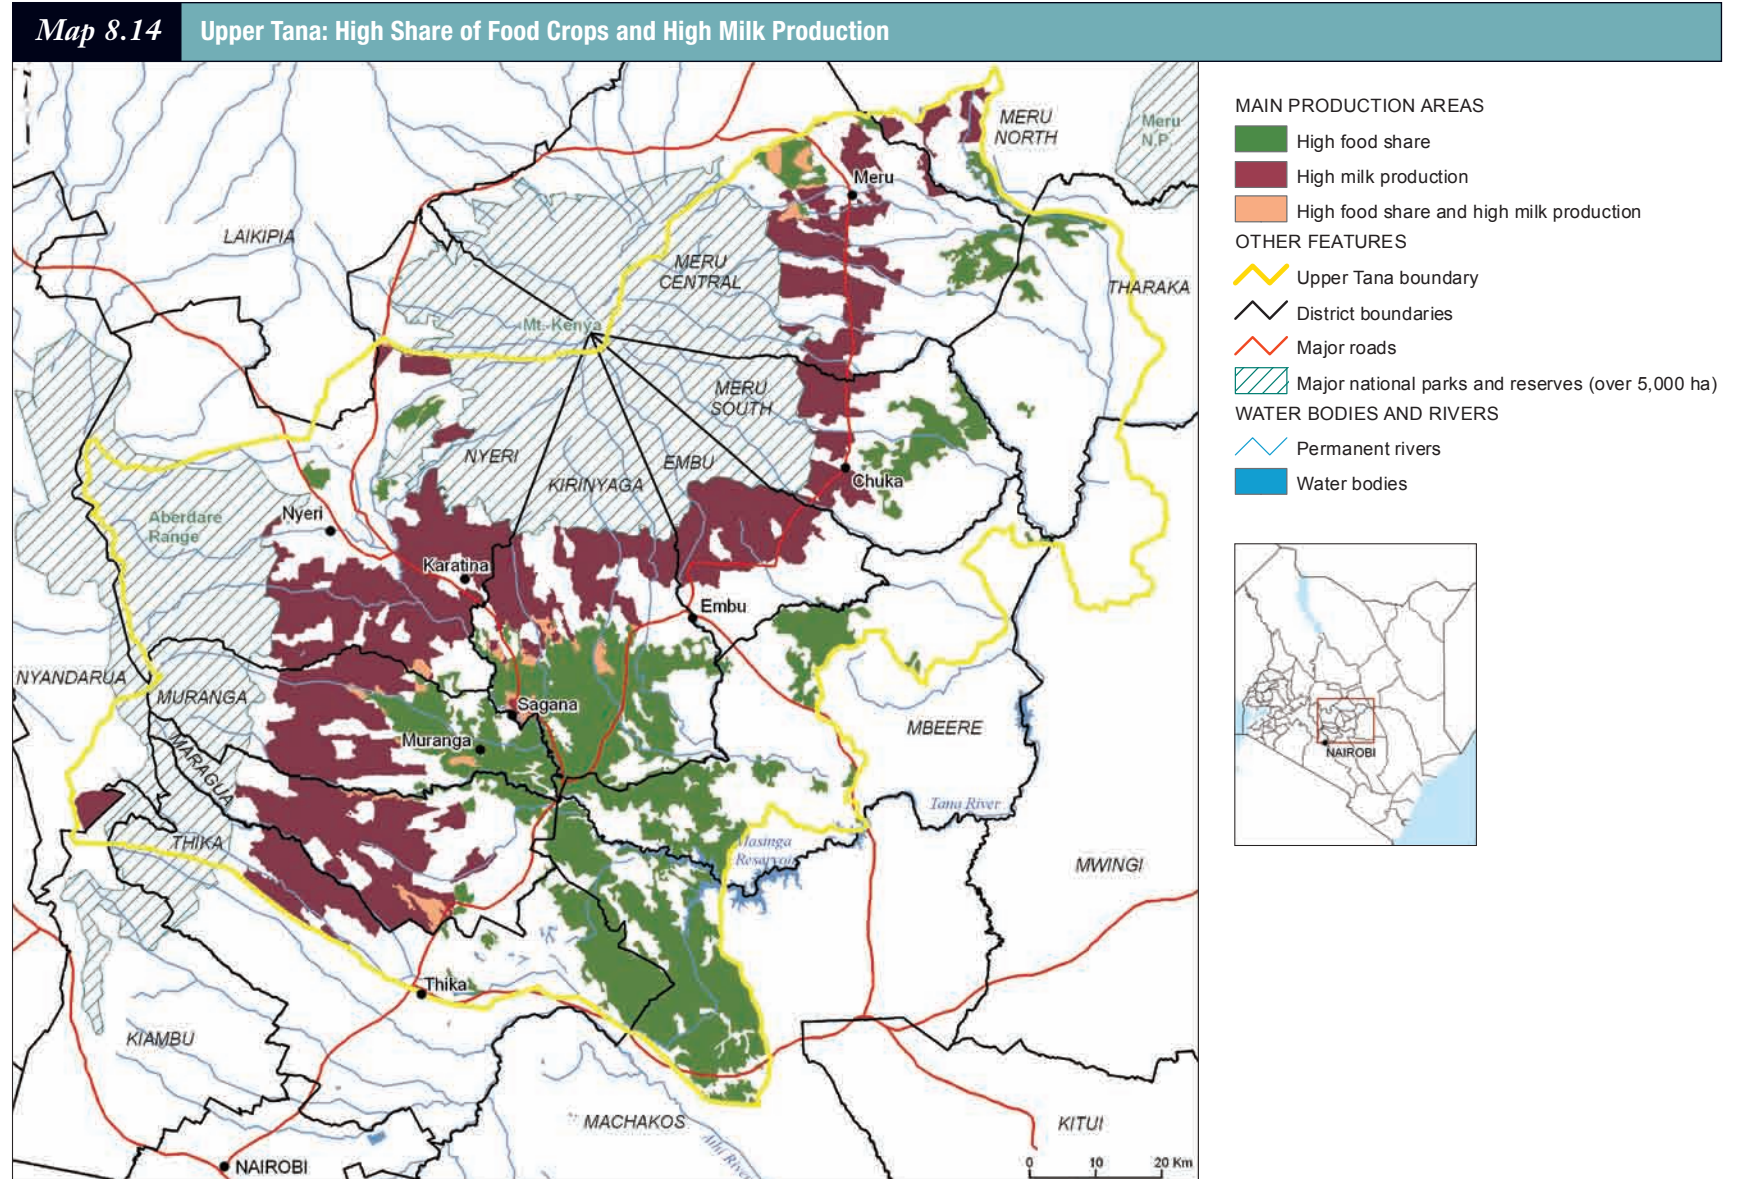 Map 8.14
Upper Tana: High Share of Food Crops and High Milk Production
MERU
NORTH
Meru
N.P.
Meru
LAIKIPIA
MERU
CENTRAL
THARAKA
Mt. Kenya
MERU
SOUTH
NYERI
EMBU
KIRINYAGA
Chuka
Aberdare
Range
Nyeri
Karatina
Embu
NYANDARUA
MURANGA
Sagana
MBEERE
Muranga
MARAGUA
Tana River
THIKA
Masinga
Reservoir
MWINGI
Thika
KIAMBU
MACHAKOS
KITUI
Athi River
NAIROBI
0 10 20 Km
MAIN PRODUCTION AREAS
High food share
High milk production
High food share and high milk production
OTHER FEATURES
Upper Tana boundary
District boundaries
Major roads
Major national parks and reserves (over 5,000 ha)
WATER BODIES AND RIVERS
Permanent rivers
Water bodies
NAIROBI